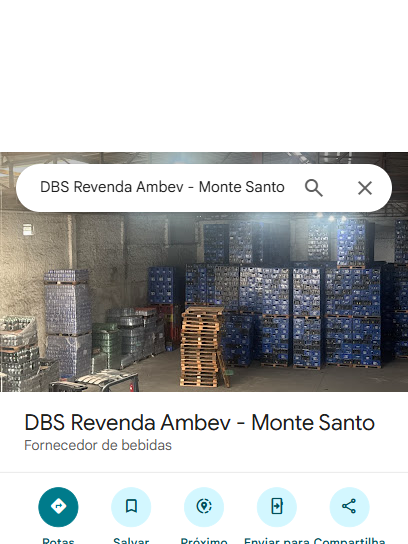 DBS Revenda Ambev - Monte Santo
DBS Revenda Ambev - Monte Santo
Fornecedor de bebidas
Rotas
Salvar
Próximo
Enviar para
Compartilha